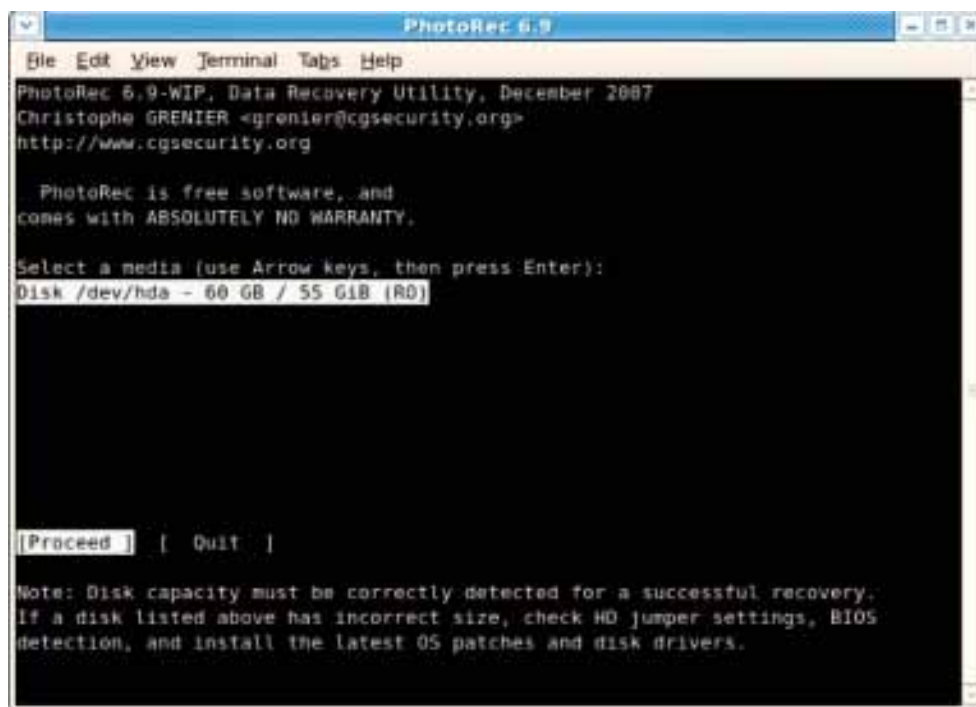 PhotoRec 6.9
File Edit View Terminal Tabs Help
PhotoRec 6.9-WIP, Data Recovery Utility, December 2007
Christophe GRENIER <grenier@cgsecurity.org>
http://www.cgsecurity.org
PhotoRec is free software, and
comes with ABSOLUTELY NO WARRANTY.
Select a media (use Arrow keys, then press Enter):
Disk /dev/hda - 60 GB / 55 GiB (RO)
[Proceed ] [ Quit ]
Note: Disk capacity must be correctly detected for a successful recovery.
If a disk listed above has incorrect size, check HD jumper settings, BIOS
detection, and install the latest OS patches and disk drivers.